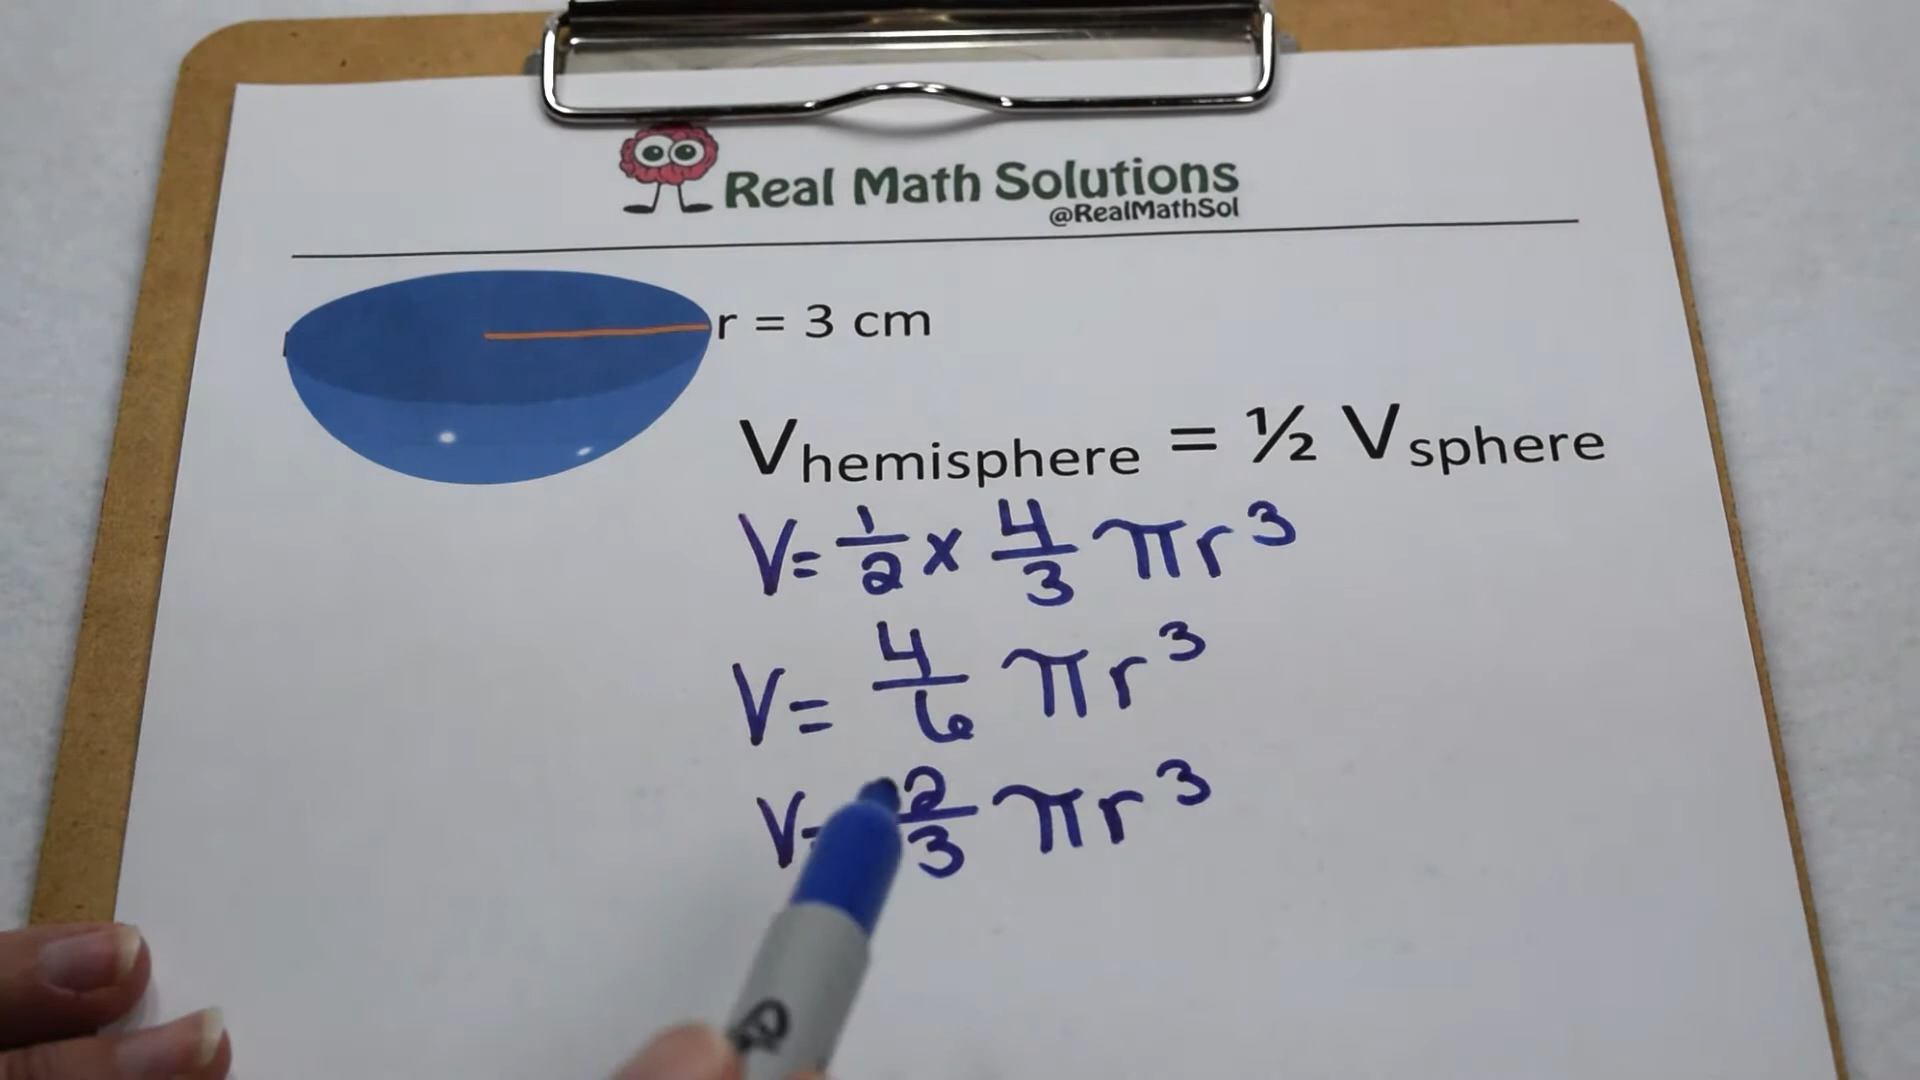 Real Math Solutions
@RealMathSol
r = 3 cm
Vhemisphere = ½ Vsphere
V= 1/2 x 4/3 πr³
V= 4/6 πr³
V= 2/3 πr³